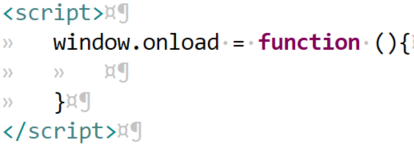 <script>¤¶
»   window.onload·=·function·(){
»   »   ¤¶
»   }¤¶
</script>¤¶